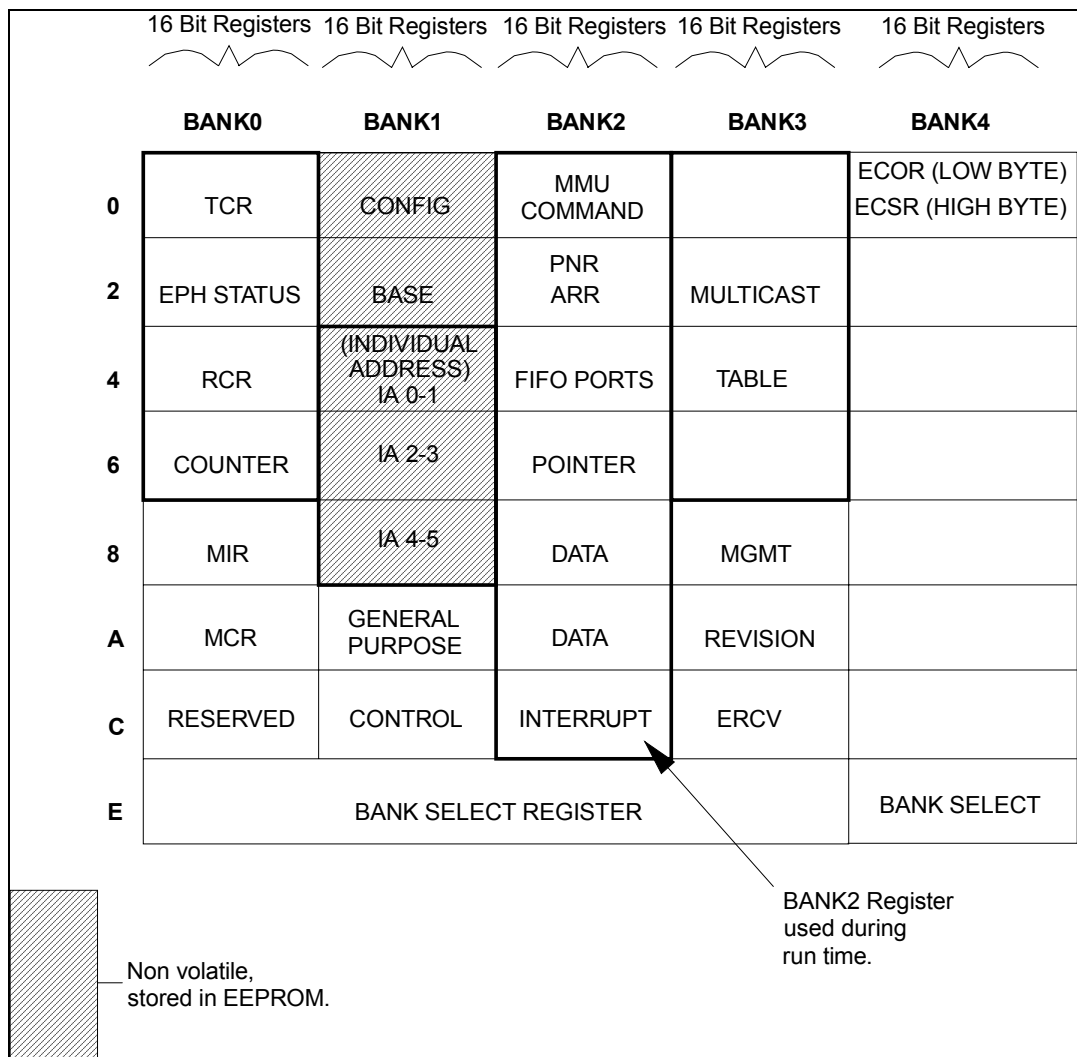 16 Bit Registers 16 Bit Registers 16 Bit Registers 16 Bit Registers 16 Bit Registers
BANK0 BANK1 BANK2 BANK3 BANK4
0 TCR CONFIG MMU COMMAND ECOR (LOW BYTE) ECSR (HIGH BYTE)
2 EPH STATUS BASE PNR ARR MULTICAST
4 RCR (INDIVIDUAL ADDRESS) IA 0-1 FIFO PORTS TABLE
6 COUNTER IA 2-3 POINTER
8 MIR IA 4-5 DATA MGMT
A MCR GENERAL PURPOSE DATA REVISION
C RESERVED CONTROL INTERRUPT ERCV
E BANK SELECT REGISTER BANK SELECT
BANK2 Register
used during
run time.
Non volatile,
stored in EEPROM.